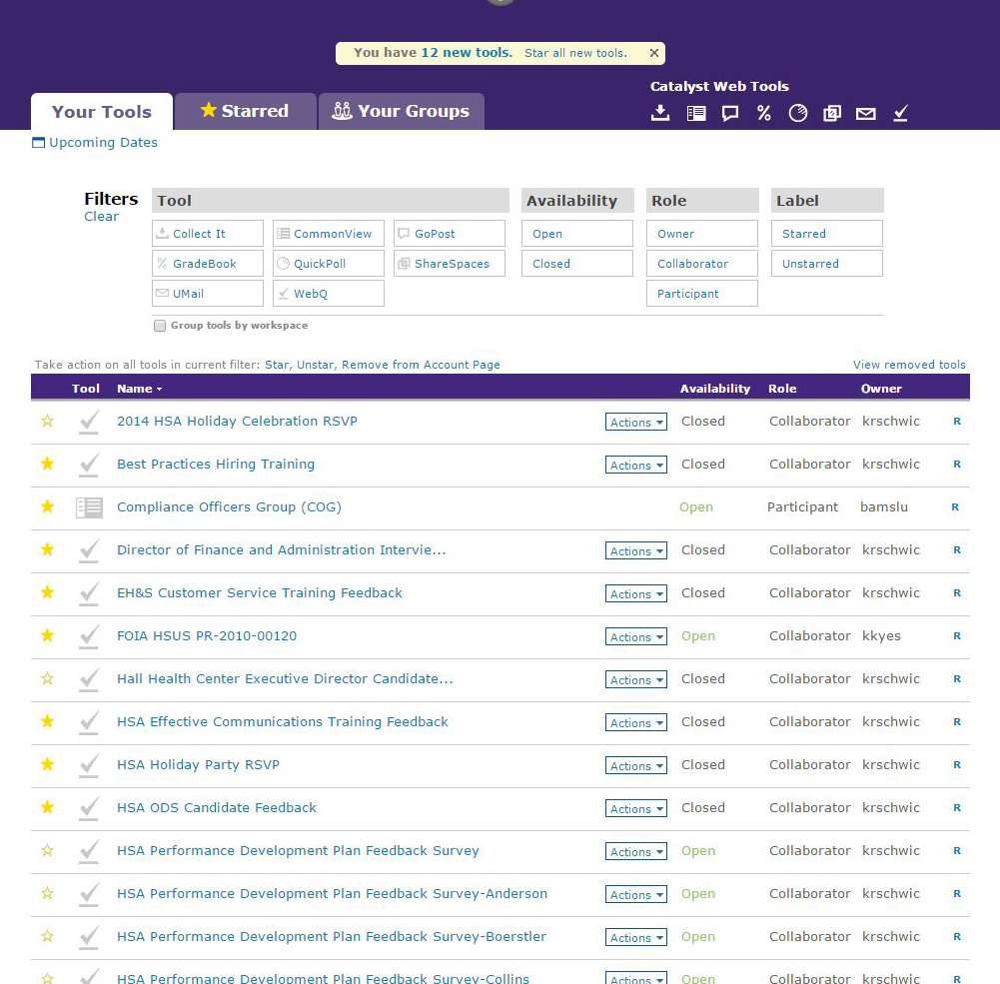 You have 12 new tools. Star all new tools. ×
Catalyst Web Tools
Your Tools Starred Your Groups
Upcoming Dates
Filters Tool Availability Role Label
Clear
Collect It CommonView GoPost Open Owner Starred
GradeBook QuickPoll ShareSpaces Closed Collaborator Unstarred
UMail WebQ Participant
Group tools by workspace
Take action on all tools in current filter: Star, Unstar, Remove from Account Page View removed tools
Tool Name Availability Role Owner
2014 HSA Holiday Celebration RSVP Actions Closed Collaborator krschwic R
Best Practices Hiring Training Actions Closed Collaborator krschwic R
Compliance Officers Group (COG) Open Participant bamslu R
Director of Finance and Administration Intervie... Actions Closed Collaborator krschwic R
EH&S Customer Service Training Feedback Actions Closed Collaborator krschwic R
FOIA HSUS PR-2010-00120 Actions Open Collaborator kkyes R
Hall Health Center Executive Director Candidate... Actions Closed Collaborator krschwic R
HSA Effective Communications Training Feedback Actions Closed Collaborator krschwic R
HSA Holiday Party RSVP Actions Closed Collaborator krschwic R
HSA ODS Candidate Feedback Actions Closed Collaborator krschwic R
HSA Performance Development Plan Feedback Survey Actions Open Collaborator krschwic R
HSA Performance Development Plan Feedback Survey-Anderson Actions Open Collaborator krschwic R
HSA Performance Development Plan Feedback Survey-Boerstler Actions Open Collaborator krschwic R
HSA Performance Development Plan Feedback Survey-Collins Actions Open Collaborator krschwic R